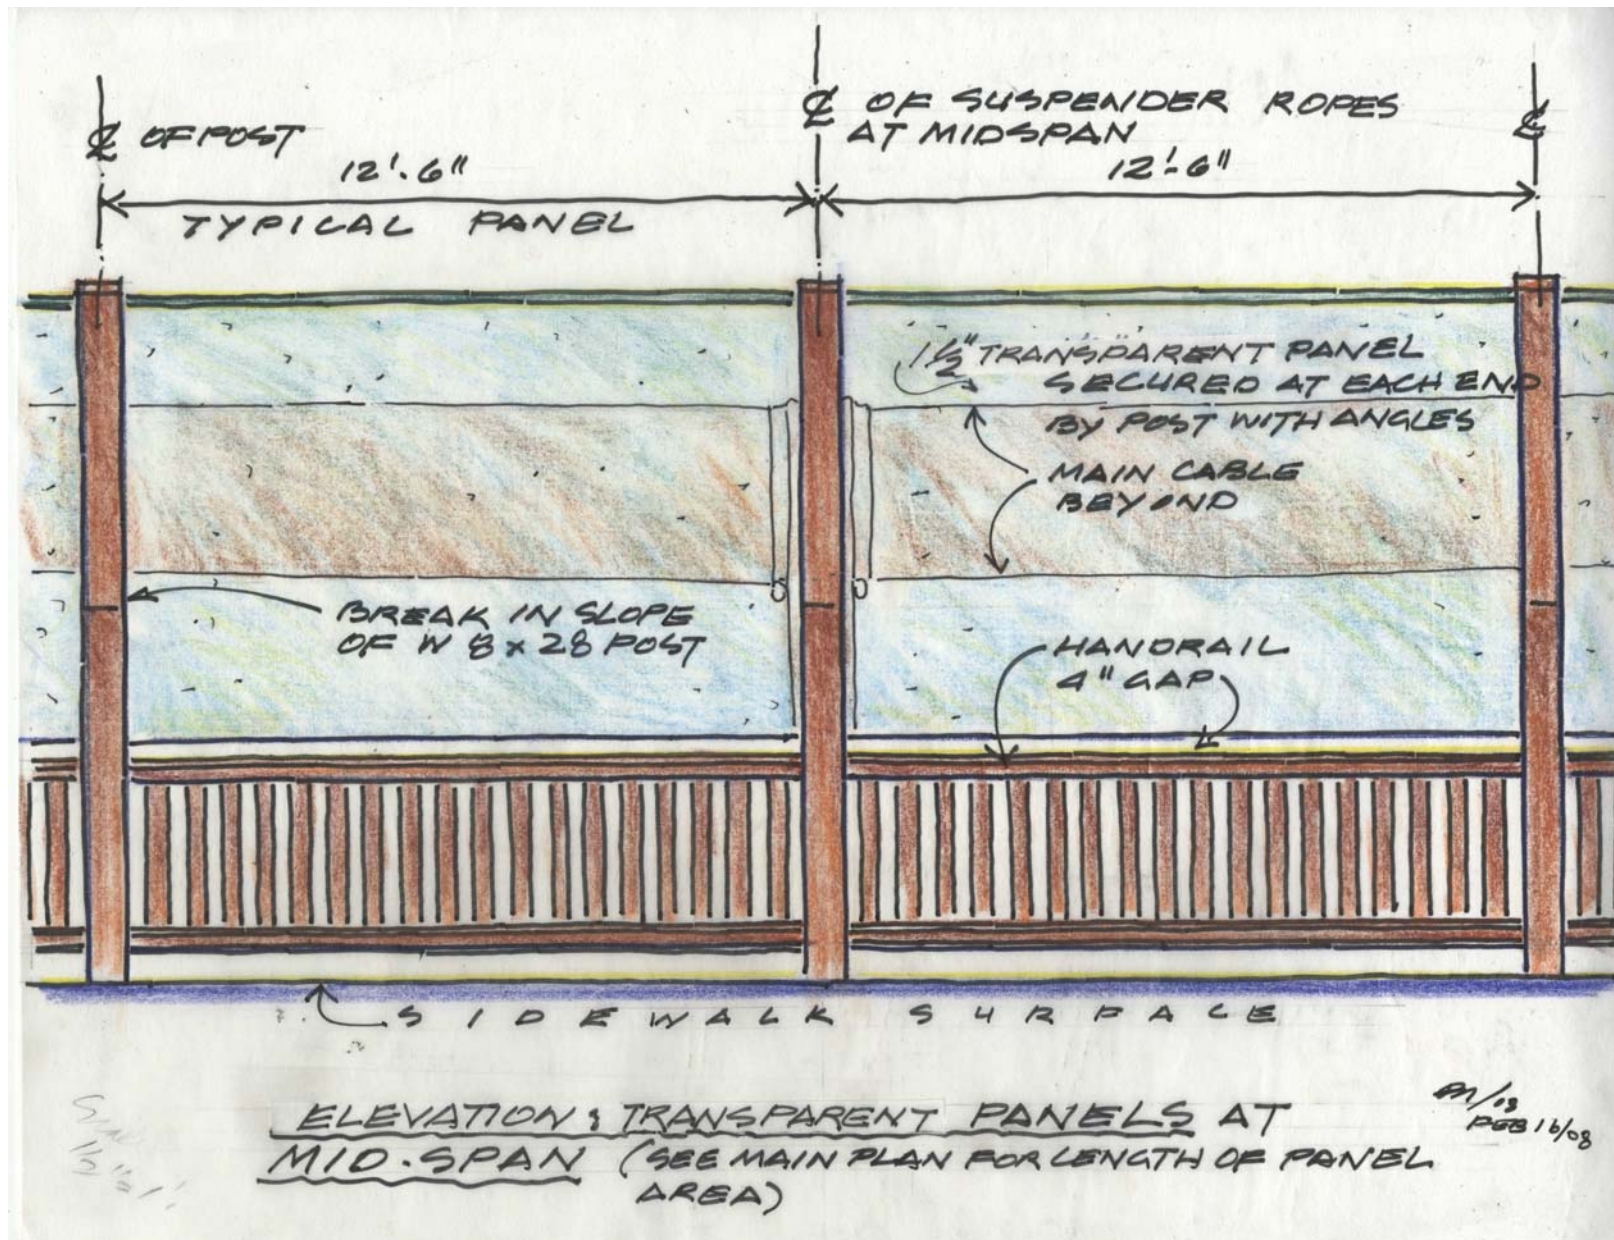 ℄ OF POST
12'-6"
TYPICAL PANEL
℄ OF SUSPENDER ROPES
AT MIDSPAN
12'-6"
℄
1 1/2" TRANSPARENT PANEL
SECURED AT EACH END
BY POST WITH ANGLES
MAIN CABLE
BEYOND
BREAK IN SLOPE
OF W 8 x 28 POST
HANDRAIL
4" GAP
SIDEWALK SURFACE
ELEVATION: TRANSPARENT PANELS AT
MID-SPAN (SEE MAIN PLAN FOR LENGTH OF PANEL
AREA)
FEB 16/08